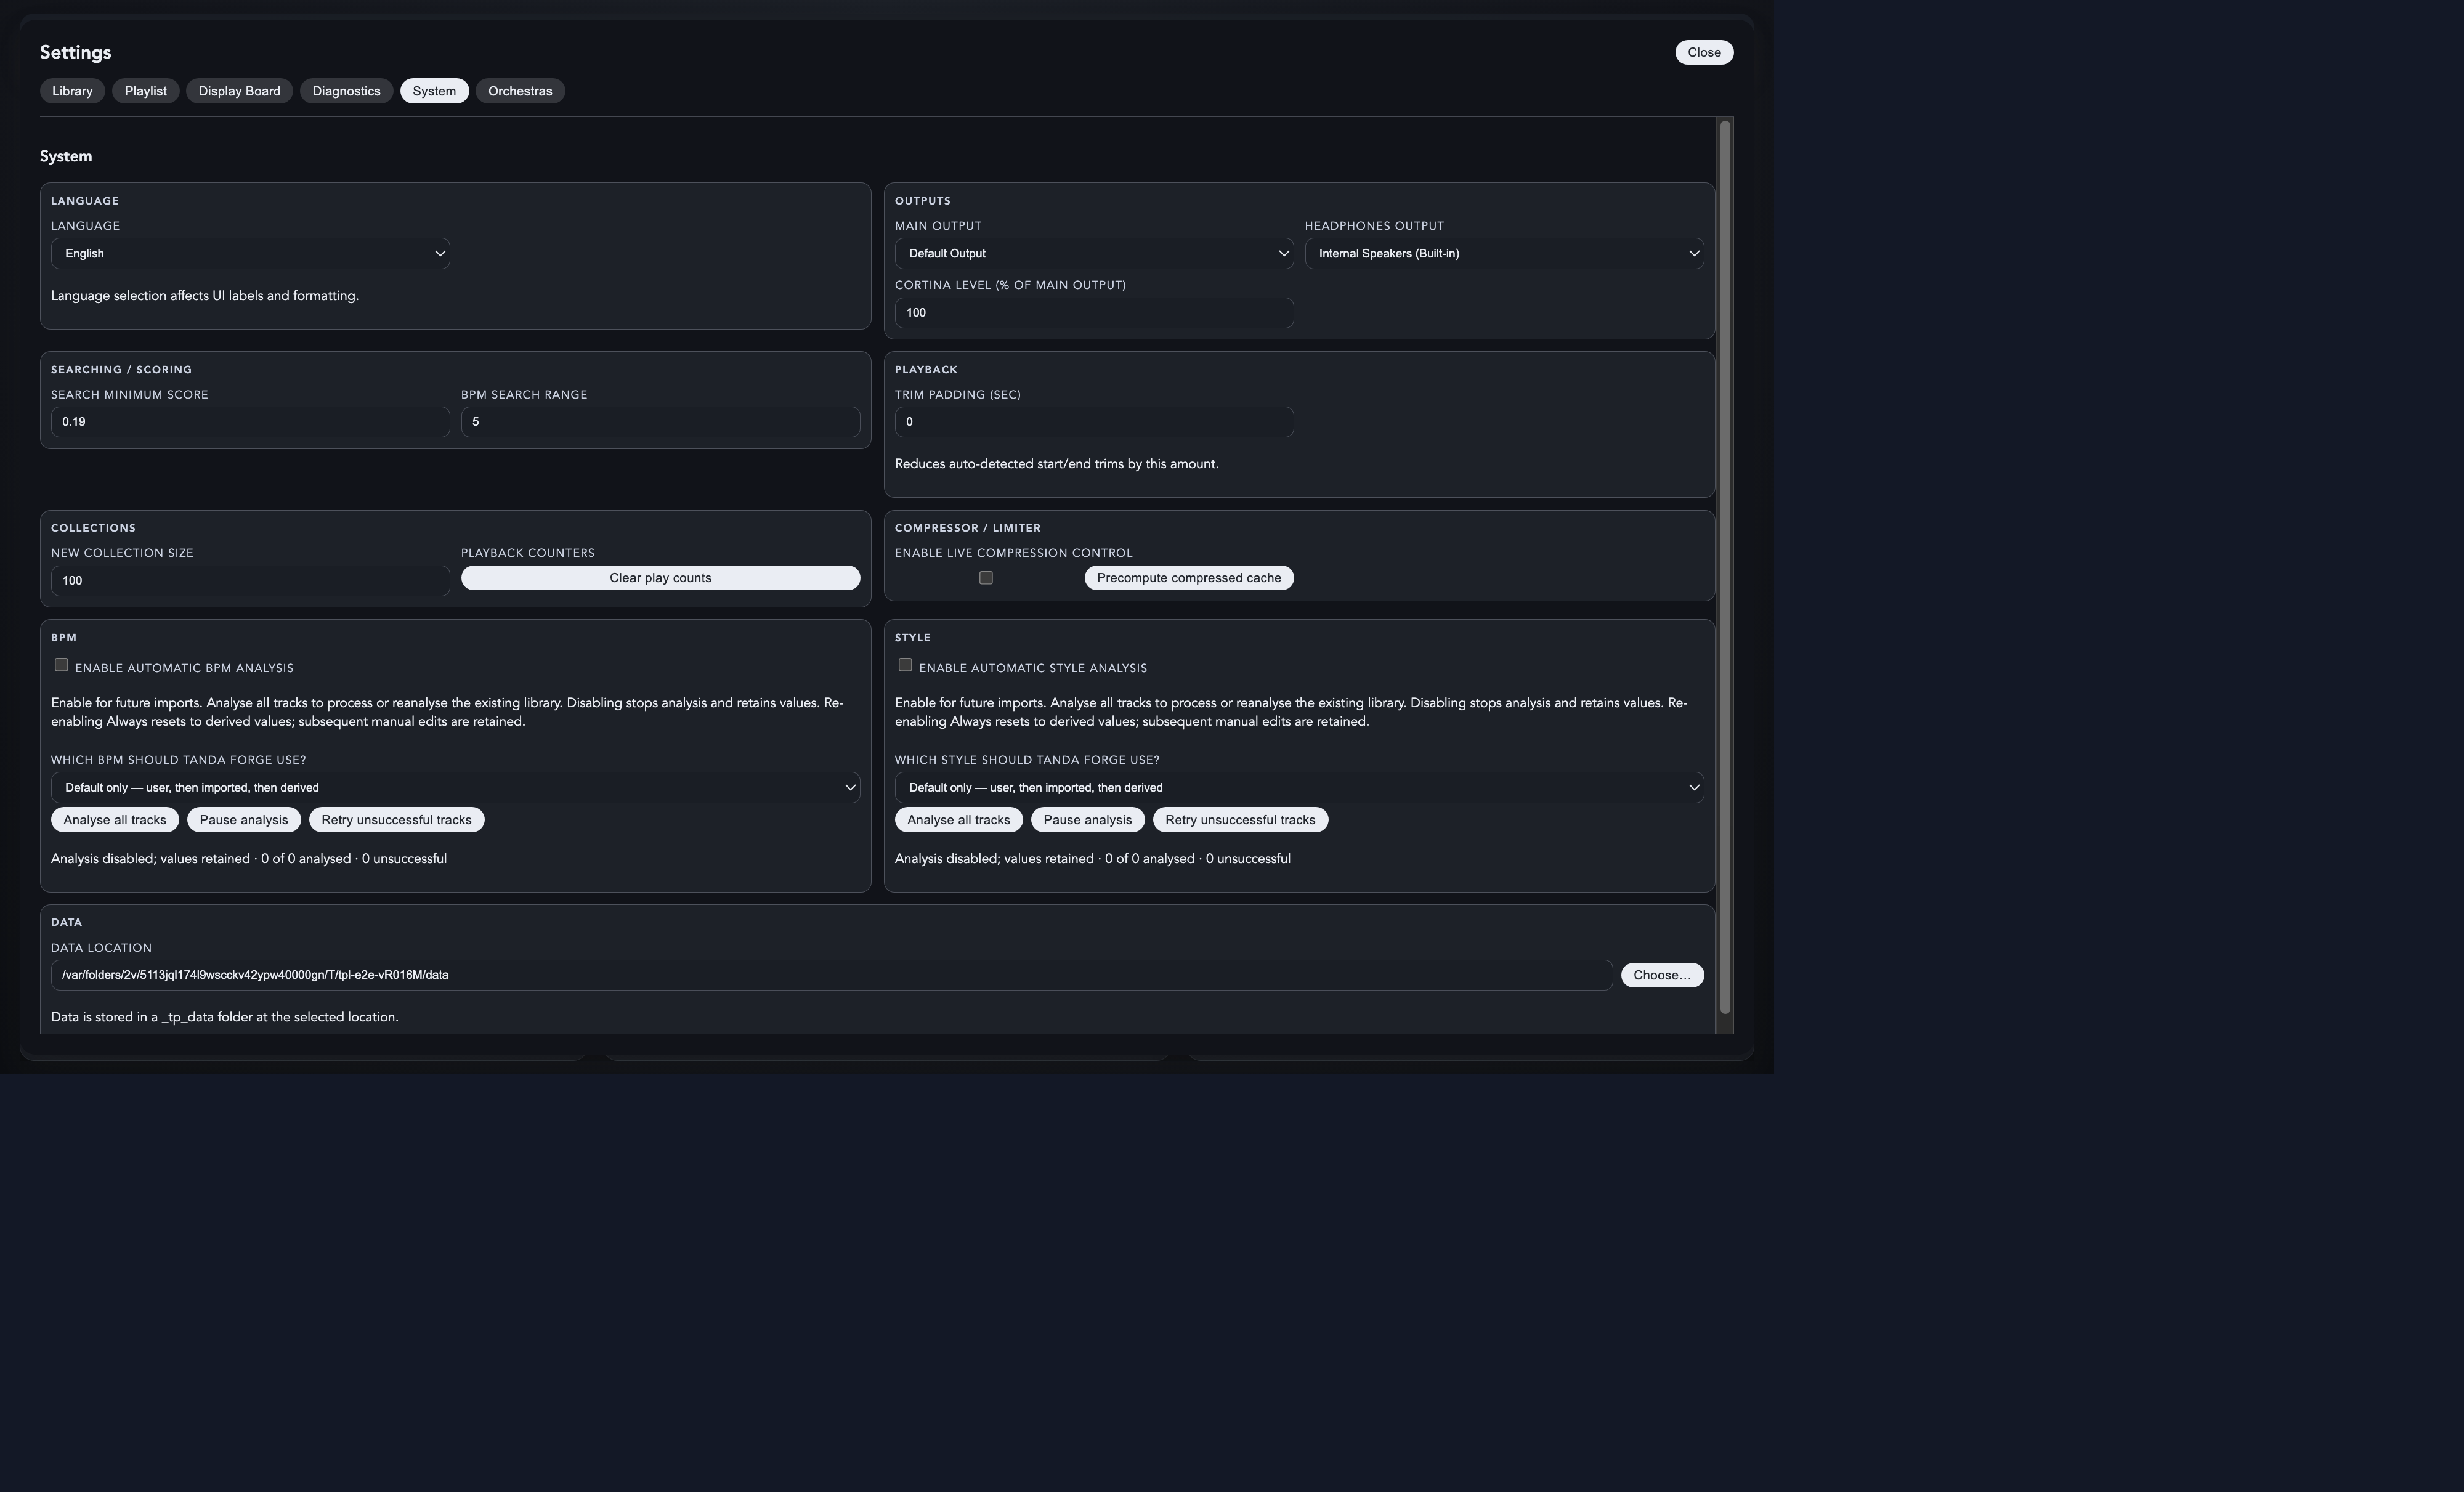 Settings
Close
Library
Playlist
Display Board
Diagnostics
System
Orchestras
System
LANGUAGE
LANGUAGE
English
Language selection affects UI labels and formatting.
OUTPUTS
MAIN OUTPUT
HEADPHONES OUTPUT
Default Output
Internal Speakers (Built-in)
CORTINA LEVEL (% OF MAIN OUTPUT)
100
SEARCHING / SCORING
SEARCH MINIMUM SCORE
BPM SEARCH RANGE
0.19
5
PLAYBACK
TRIM PADDING (SEC)
0
Reduces auto-detected start/end trims by this amount.
COLLECTIONS
NEW COLLECTION SIZE
PLAYBACK COUNTERS
100
Clear play counts
COMPRESSOR / LIMITER
ENABLE LIVE COMPRESSION CONTROL
Precompute compressed cache
BPM
ENABLE AUTOMATIC BPM ANALYSIS
Enable for future imports. Analyse all tracks to process or reanalyse the existing library. Disabling stops analysis and retains values. Re-
enabling Always resets to derived values; subsequent manual edits are retained.
WHICH BPM SHOULD TANDA FORGE USE?
Default only — user, then imported, then derived
Analyse all tracks
Pause analysis
Retry unsuccessful tracks
Analysis disabled; values retained · 0 of 0 analysed · 0 unsuccessful
STYLE
ENABLE AUTOMATIC STYLE ANALYSIS
Enable for future imports. Analyse all tracks to process or reanalyse the existing library. Disabling stops analysis and retains values. Re-
enabling Always resets to derived values; subsequent manual edits are retained.
WHICH STYLE SHOULD TANDA FORGE USE?
Default only — user, then imported, then derived
Analyse all tracks
Pause analysis
Retry unsuccessful tracks
Analysis disabled; values retained · 0 of 0 analysed · 0 unsuccessful
DATA
DATA LOCATION
/var/folders/2v/5113jql174l9wscckv42ypw40000gn/T/tpl-e2e-vR016M/data
Choose…
Data is stored in a _tp_data folder at the selected location.